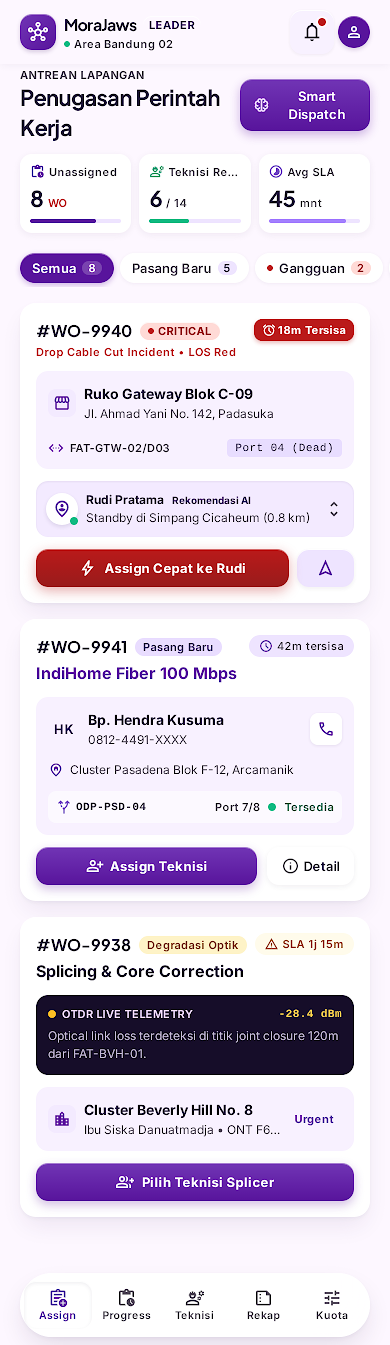 MoraJaws LEADER
Area Bandung 02
ANTREAN LAPANGAN
Penugasan Perintah
Kerja
Smart
Dispatch
Unassigned
8 WO
Teknisi Re...
6 / 14
Avg SLA
45 mnt
Semua 8
Pasang Baru 5
Gangguan 2
#WO-9940 CRITICAL 18m Tersisa
Drop Cable Cut Incident • LOS Red
Ruko Gateway Blok C-09
Jl. Ahmad Yani No. 142, Padasuka
FAT-GTW-02/D03 Port 04 (Dead)
Rudi Pratama Rekomendasi AI
Standby di Simpang Cicaheum (0.8 km)
Assign Cepat ke Rudi
#WO-9941 Pasang Baru 42m tersisa
IndiHome Fiber 100 Mbps
HK Bp. Hendra Kusuma
0812-4491-XXXX
Cluster Pasadena Blok F-12, Arcamanik
ODP-PSD-04 Port 7/8 Tersedia
Assign Teknisi Detail
#WO-9938 Degradasi Optik SLA 1j 15m
Splicing & Core Correction
OTDR LIVE TELEMETRY -28.4 dBm
Optical link loss terdeteksi di titik joint closure 120m
dari FAT-BVH-01.
Cluster Beverly Hill No. 8
Ibu Siska Danuatmadja • ONT F6... Urgent
Pilih Teknisi Splicer
Assign Progress Teknisi Rekap Kuota